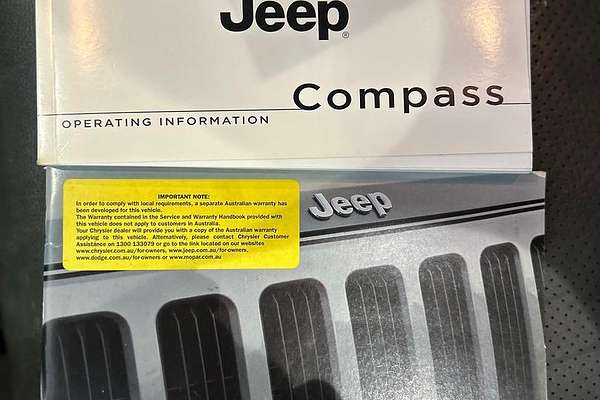 Jeep®
Compass
OPERATING INFORMATION
Jeep
IMPORTANT NOTE:
In order to comply with local requirements, a separate Australian warranty has
been developed for this vehicle.
The Warranty contained in the Service and Warranty Handbook provided with
this vehicle does not apply to customers in Australia.
Your Chrysler dealer will provide you with a copy of the Australian warranty
applying to this vehicle. Alternatively, please contact Chrysler Customer
Assistance on 1300 133079 or go to the link located on our websites
www.chrysler.com.au/for-owners, www.jeep.com.au/for-owners,
www.dodge.com.au/for-owners or www.mopar.com.au